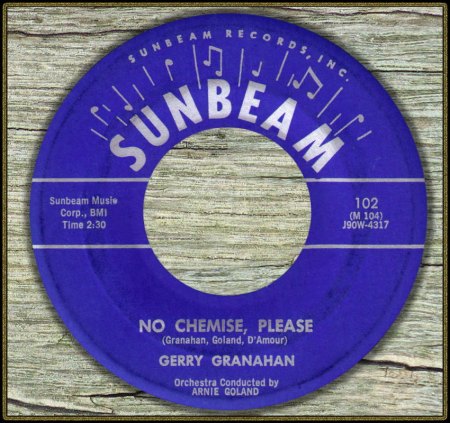 SUNBEAM RECORDS, INC.
SUNBEAM
Sunbeam Music
Corp., BMI
Time 2:30
102
(M 104)
J90W-4317
NO CHEMISE, PLEASE
(Granahan, Goland, D'Amour)
GERRY GRANAHAN
Orchestra Conducted by
ARNIE GOLAND